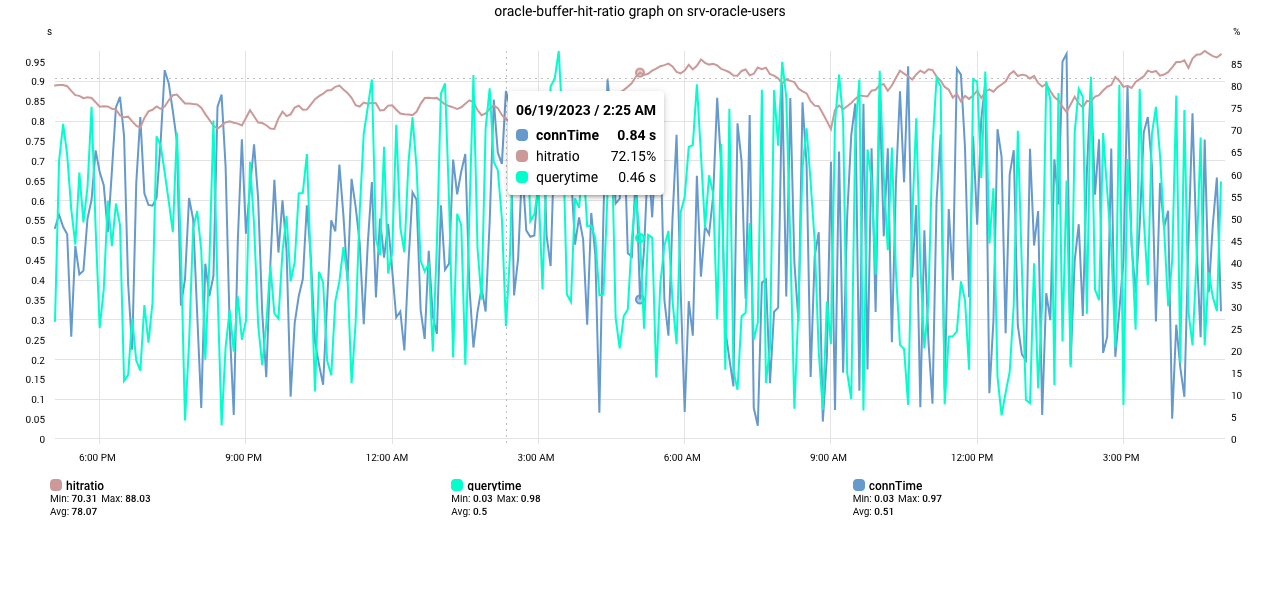 oracle-buffer-hit-ratio graph on srv-oracle-users
s
%
0.95
0.9
0.85
0.8
0.75
0.7
0.65
0.6
0.55
0.5
0.45
0.4
0.35
0.3
0.25
0.2
0.15
0.1
0.05
0
85
80
75
70
65
60
55
50
45
40
35
30
25
20
15
10
5
0
06/19/2023 / 2:25 AM
connTime 0.84 s
hitratio 72.15%
querytime 0.46 s
6:00 PM 9:00 PM 12:00 AM 3:00 AM 6:00 AM 9:00 AM 12:00 PM 3:00 PM
hitratio
Min: 70.31 Max: 88.03
Avg: 78.07
querytime
Min: 0.03 Max: 0.98
Avg: 0.5
connTime
Min: 0.03 Max: 0.97
Avg: 0.51